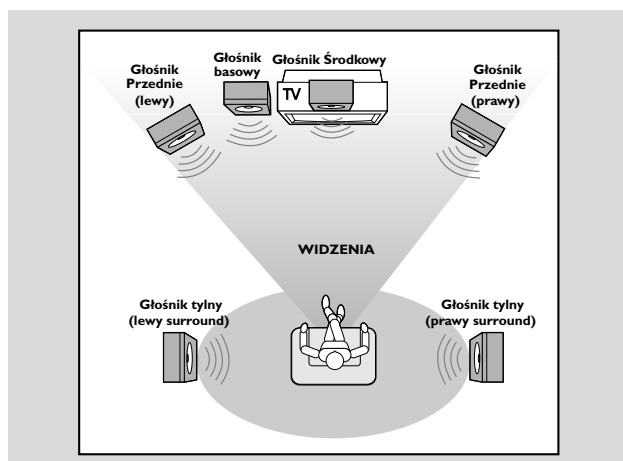 Głośnik
Przednie
(lewy)
Głośnik
basowy
Głośnik Środkowy
TV
Głośnik
Przednie
(prawy)
WIDZENIA
Głośnik tylny
(lewy surround)
Głośnik tylny
(prawy surround)